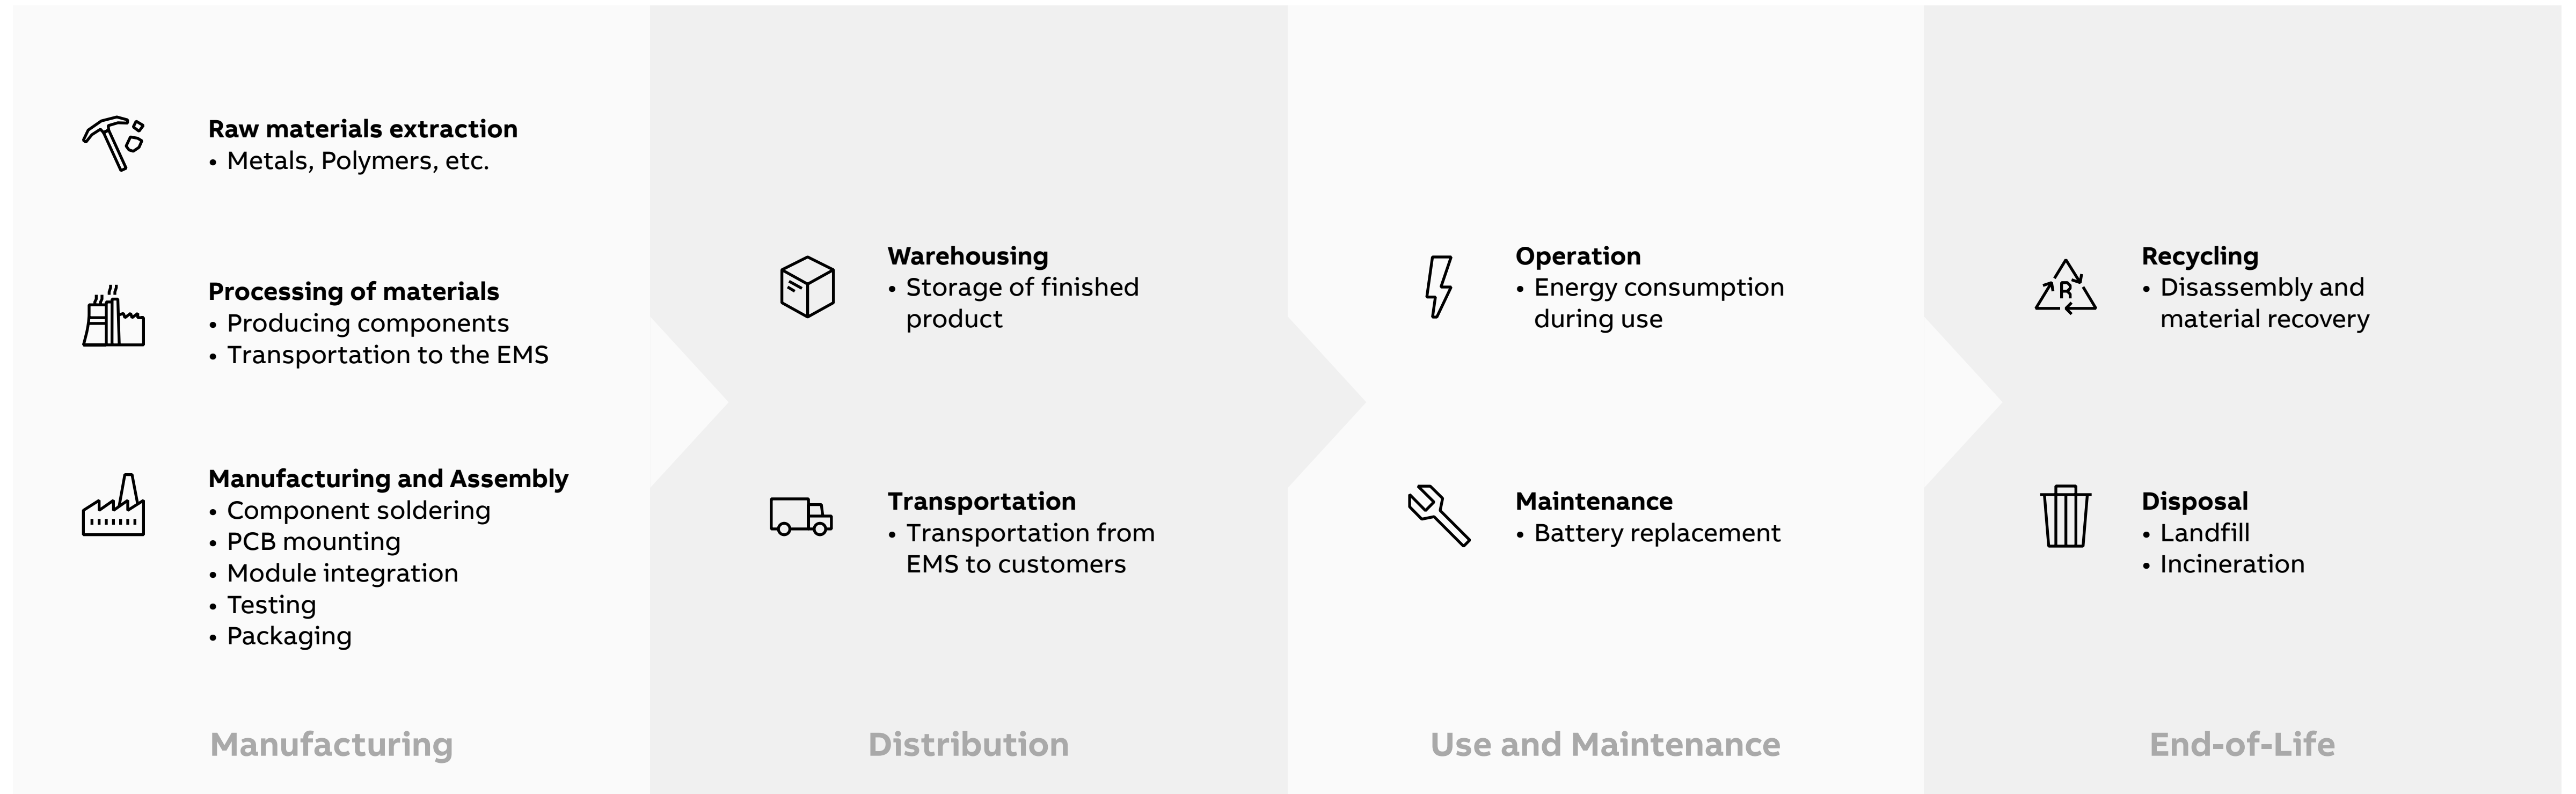 Raw materials extraction
• Metals, Polymers, etc.
Processing of materials
• Producing components
• Transportation to the EMS
Manufacturing and Assembly
• Component soldering
• PCB mounting
• Module integration
• Testing
• Packaging
Manufacturing
Warehousing
• Storage of finished
product
Transportation
• Transportation from
EMS to customers
Distribution
Operation
• Energy consumption
during use
Maintenance
• Battery replacement
Use and Maintenance
R
Recycling
• Disassembly and
material recovery
Disposal
• Landfill
• Incineration
End-of-Life